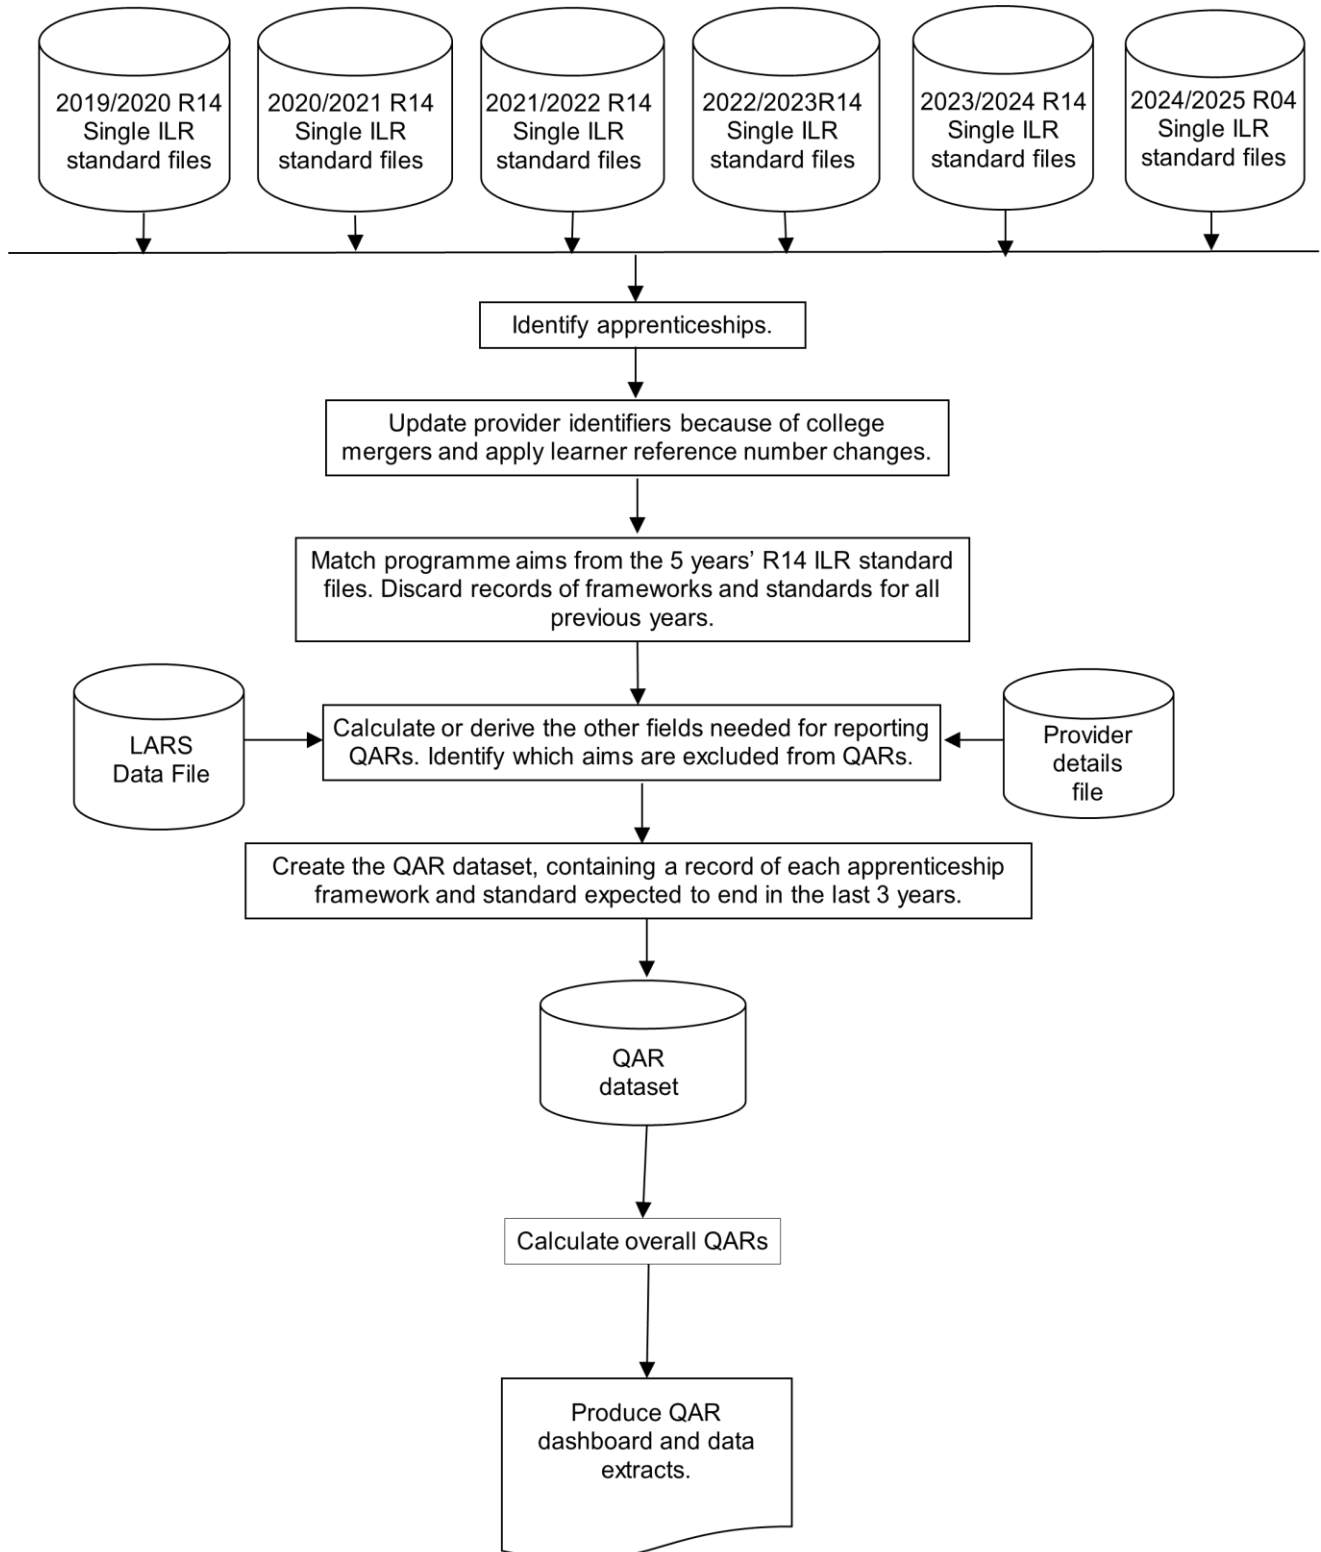 2019/2020 R14
Single ILR
standard files
2020/2021 R14
Single ILR
standard files
2021/2022 R14
Single ILR
standard files
2022/2023R14
Single ILR
standard files
2023/2024 R14
Single ILR
standard files
2024/2025 R04
Single ILR
standard files
Identify apprenticeships.
Update provider identifiers because of college
mergers and apply learner reference number changes.
Match programme aims from the 5 years’ R14 ILR standard
files. Discard records of frameworks and standards for all
previous years.
LARS
Data File
Calculate or derive the other fields needed for reporting
QARs. Identify which aims are excluded from QARs.
Provider
details
file
Create the QAR dataset, containing a record of each apprenticeship
framework and standard expected to end in the last 3 years.
QAR
dataset
Calculate overall QARs
Produce QAR
dashboard and data
extracts.